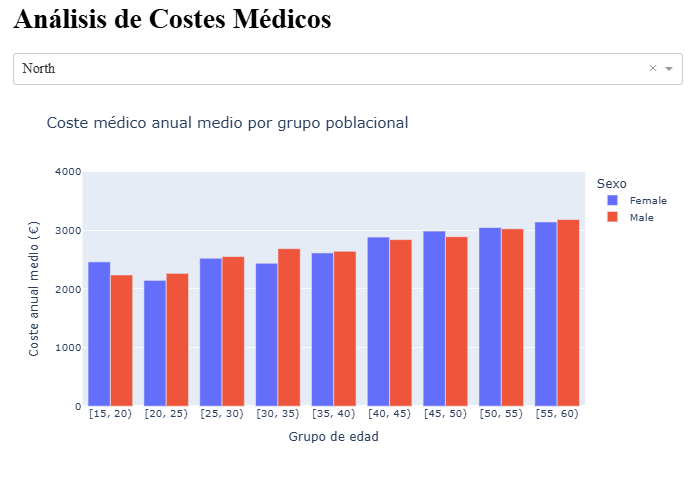 Análisis de Costes Médicos
North
Coste médico anual medio por grupo poblacional
4000
3000
2000
1000
0
Coste anual medio (€)
[15, 20) [20, 25) [25, 30) [30, 35) [35, 40) [40, 45) [45, 50) [50, 55) [55, 60)
Grupo de edad
Sexo
Female
Male